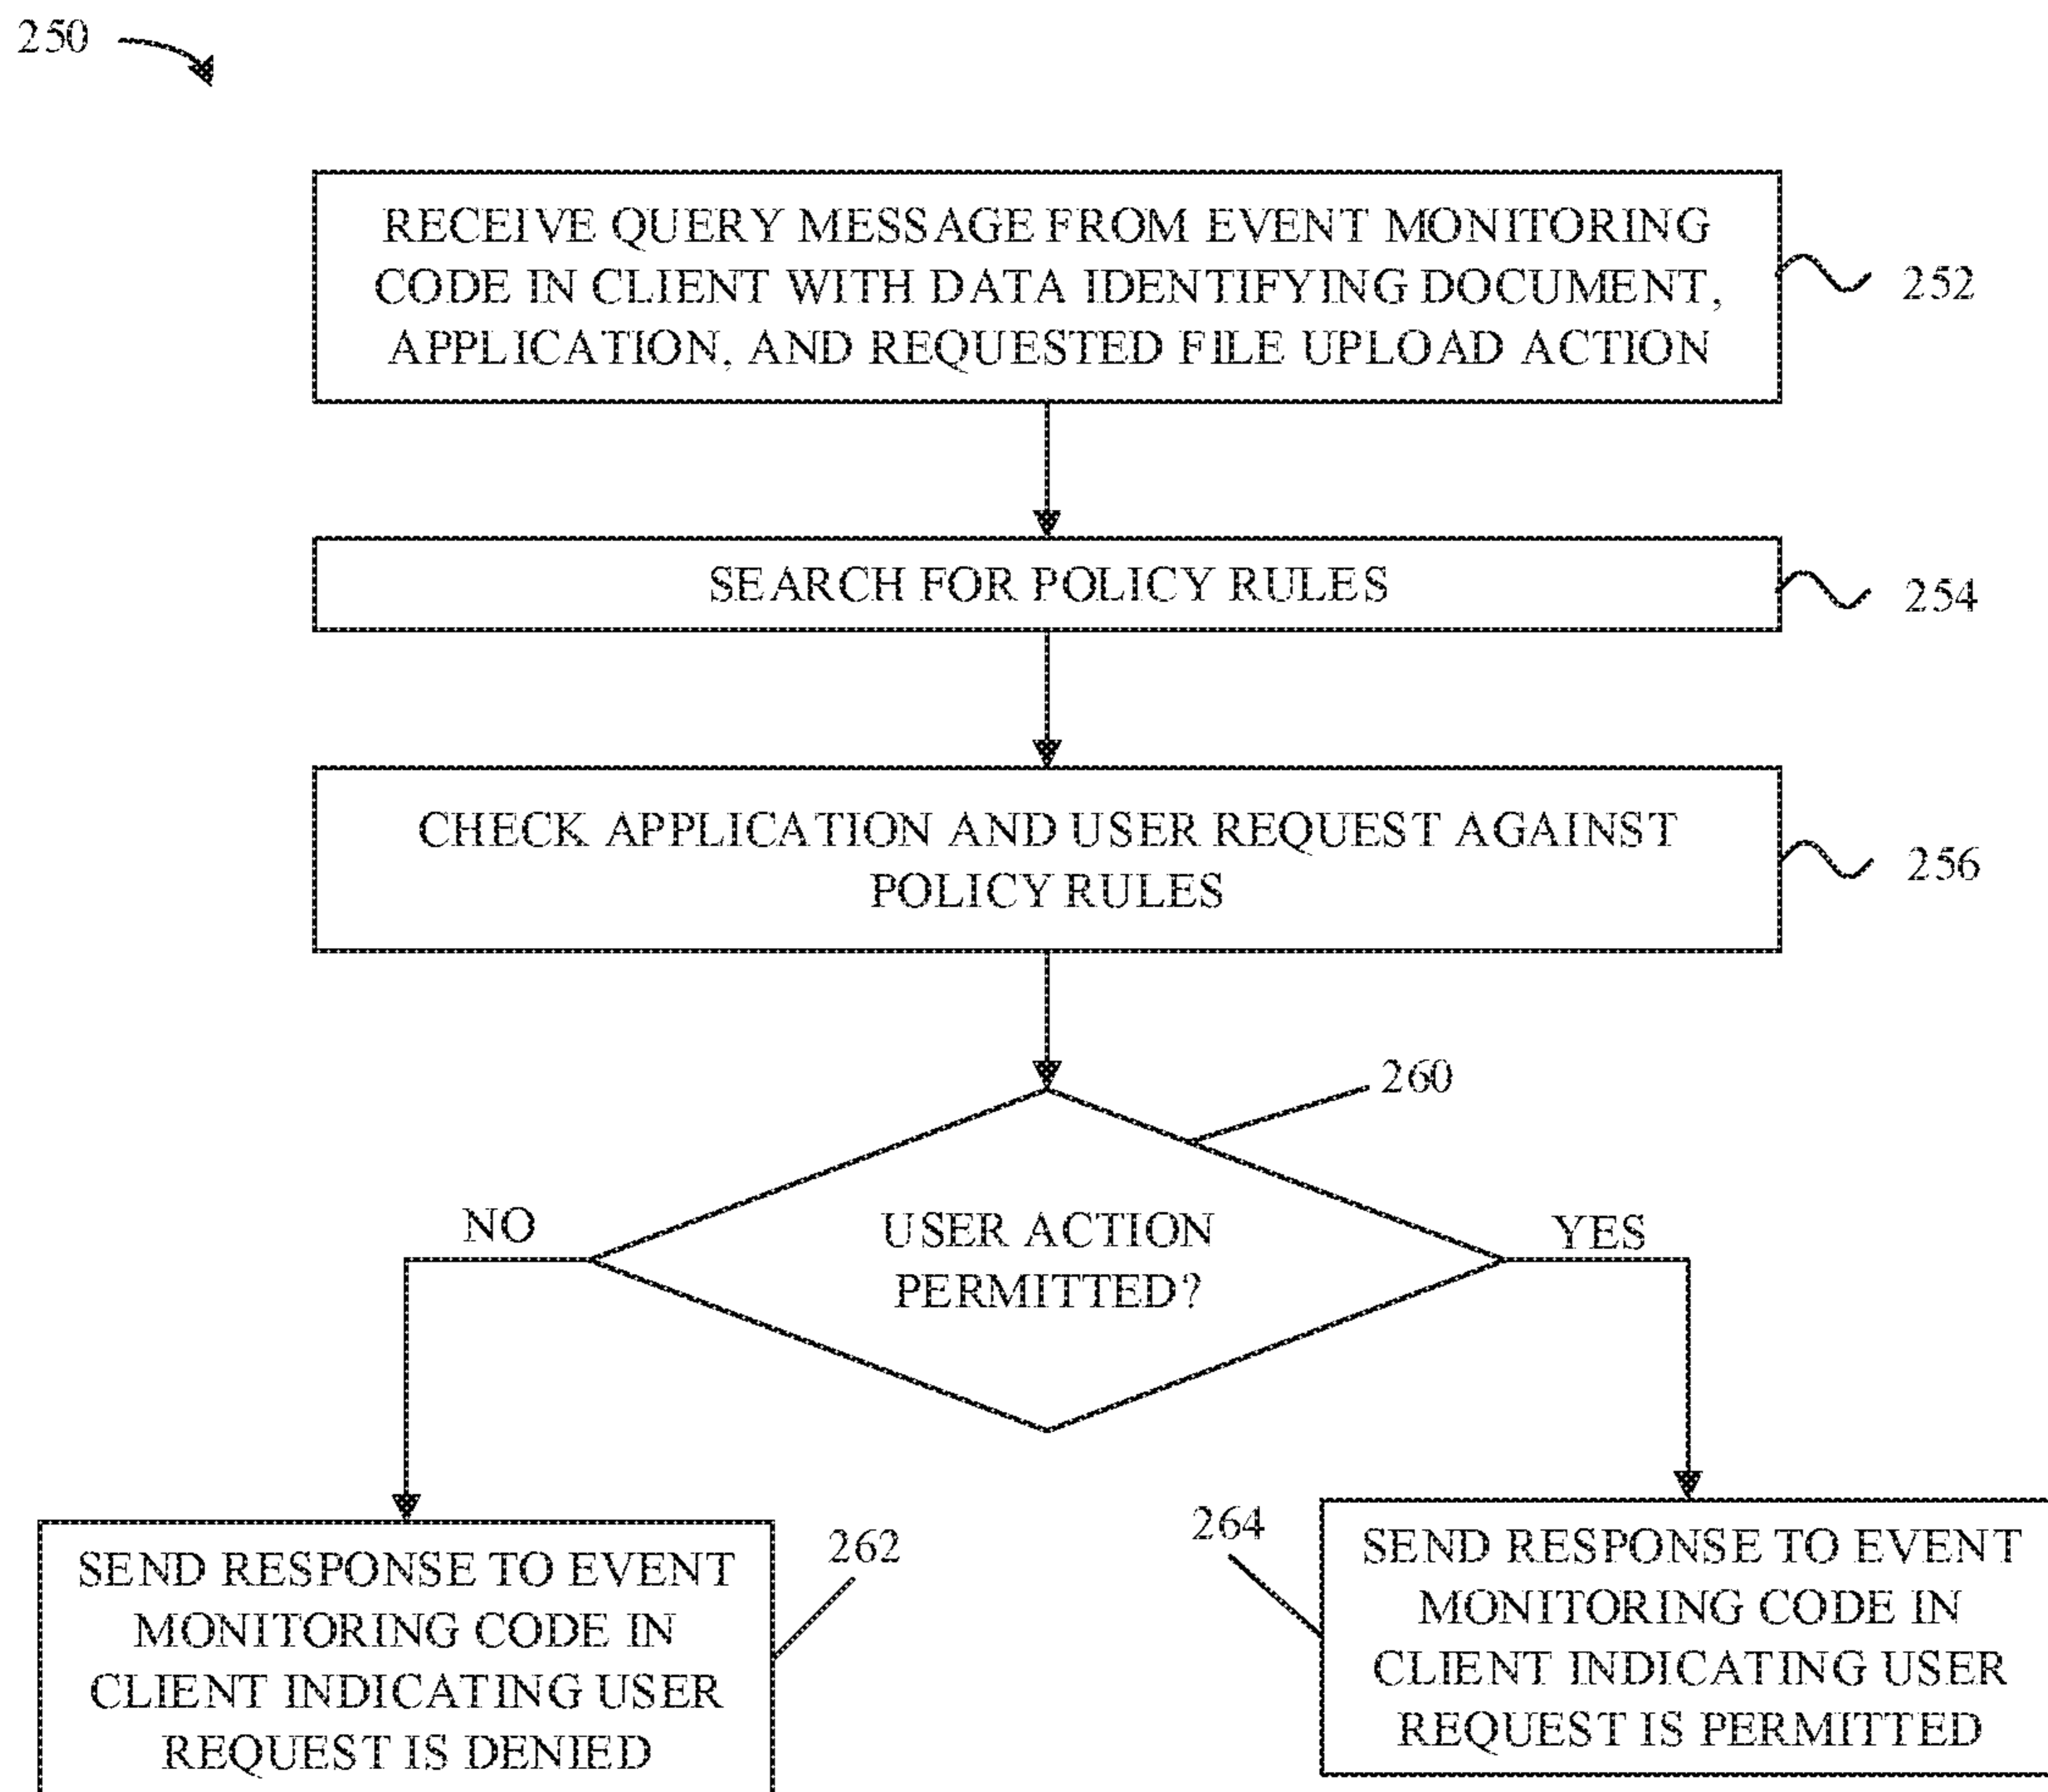 250
RECEIVE QUERY MESSAGE FROM EVENT MONITORING
CODE IN CLIENT WITH DATA IDENTIFYING DOCUMENT,
APPLICATION, AND REQUESTED FILE UPLOAD ACTION
252
SEARCH FOR POLICY RULES
254
CHECK APPLICATION AND USER REQUEST AGAINST
POLICY RULES
256
260
USER ACTION
PERMITTED?
NO
YES
SEND RESPONSE TO EVENT
MONITORING CODE IN
CLIENT INDICATING USER
REQUEST IS DENIED
262
264
SEND RESPONSE TO EVENT
MONITORING CODE IN
CLIENT INDICATING USER
REQUEST IS PERMITTED